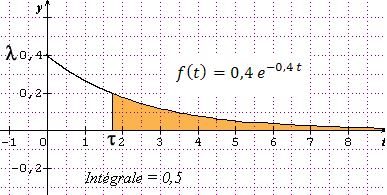 y
λ 0,4
f(t) = 0,4 e^{-0,4 t}
0,2
-1 0 1 τ 2 3 4 5 6 7 8 t
-0,2
Intégrale = 0,5